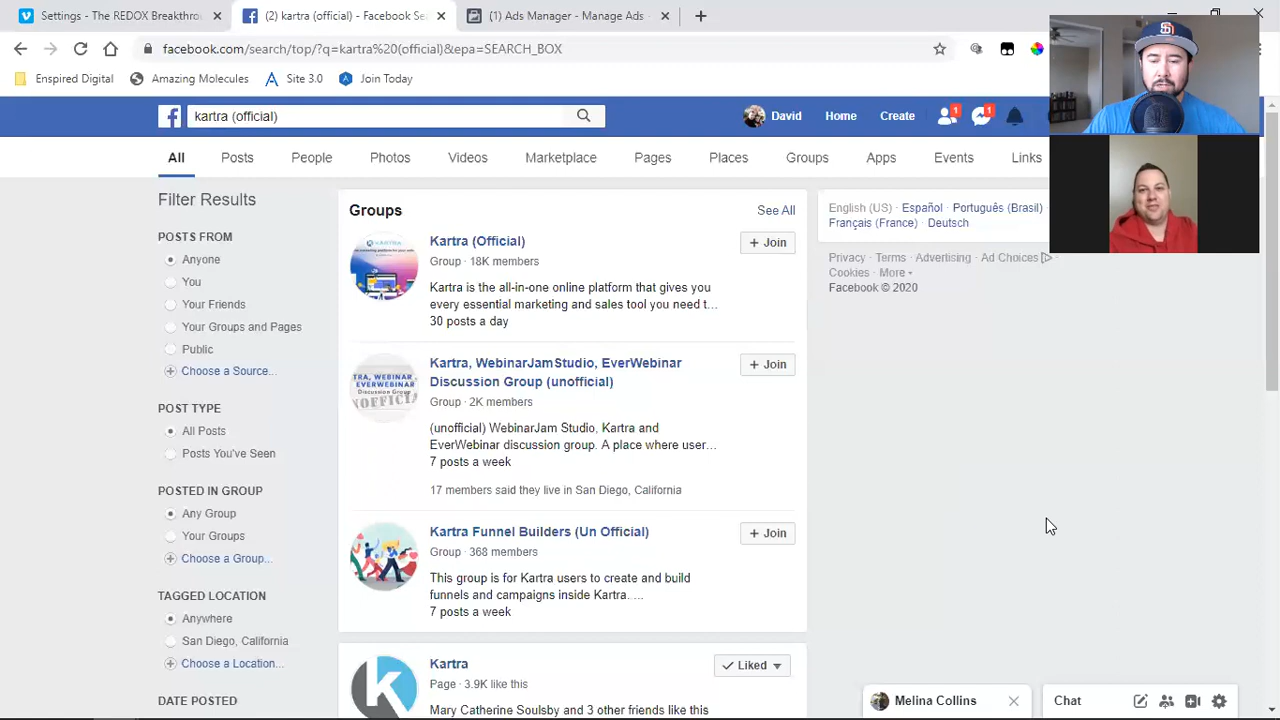 Settings - The REDOX Breakthro
(2) kartra (official) - Facebook Se
(1) Ads Manager - Manage Ads -
facebook.com/search/top/?q=kartra%20(official)&epa=SEARCH_BOX
Enspired Digital
Amazing Molecules
Site 3.0
Join Today
kartra (official)
David
Home
Create
1
1
All
Posts
People
Photos
Videos
Marketplace
Pages
Places
Groups
Apps
Events
Links
Filter Results
POSTS FROM
Anyone
You
Your Friends
Your Groups and Pages
Public
Choose a Source...
POST TYPE
All Posts
Posts You've Seen
POSTED IN GROUP
Any Group
Your Groups
Choose a Group...
TAGGED LOCATION
Anywhere
San Diego, California
Choose a Location...
DATE POSTED
Groups
See All
Kartra (Official)
+ Join
Group · 18K members
Kartra is the all-in-one online platform that gives you
every essential marketing and sales tool you need t...
30 posts a day
Kartra, WebinarJamStudio, EverWebinar
Discussion Group (unofficial)
+ Join
Group · 2K members
(unofficial) WebinarJam Studio, Kartra and
EverWebinar discussion group. A place where user...
7 posts a week
17 members said they live in San Diego, California
Kartra Funnel Builders (Un Official)
+ Join
Group · 368 members
This group is for Kartra users to create and build
funnels and campaigns inside Kartra. ...
7 posts a week
Kartra
Liked
Page · 3.9K like this
Mary Catherine Soulsby and 3 other friends like this
English (US) · Español · Português (Brasil) ·
Français (France) · Deutsch
Privacy · Terms · Advertising · Ad Choices ·
Cookies · More
Facebook © 2020
Melina Collins
Chat